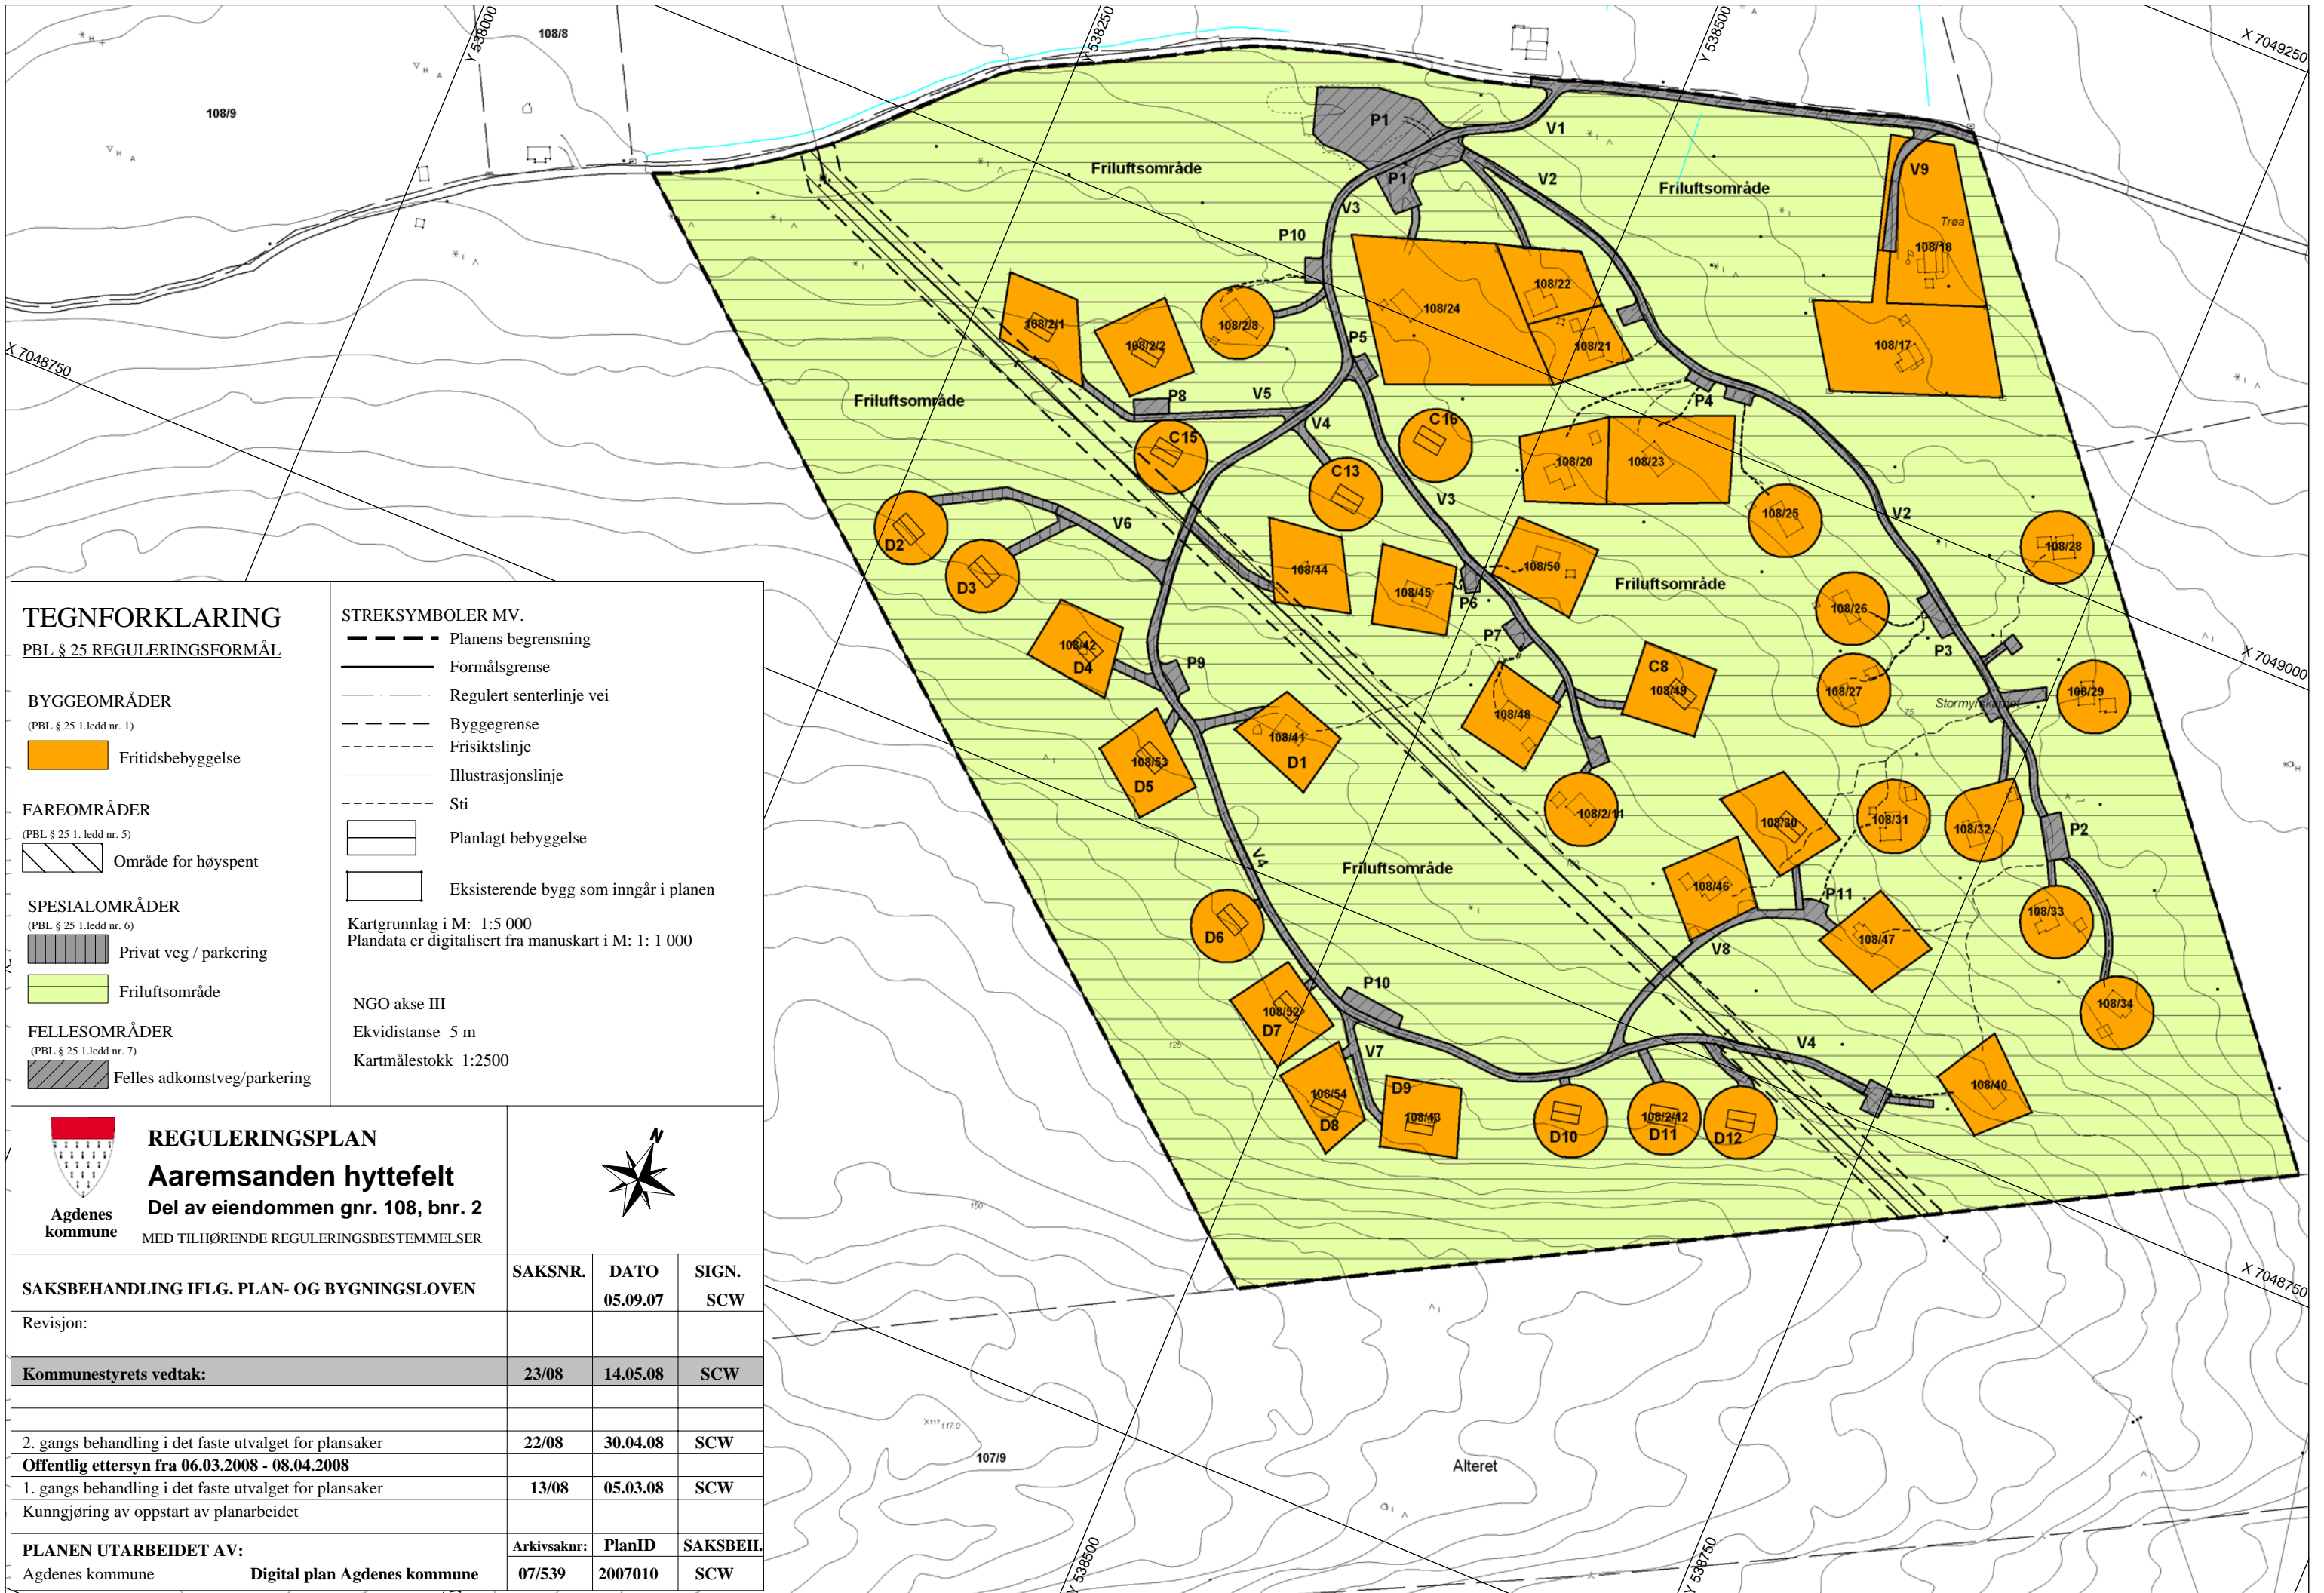 Y 538000
Y 538250
Y 538500
X 7049250
108/8
108/9
P1
V1
Friluftsområde
P1
V2
Friluftsområde
V9
V3
Trøa
P10
108/18
108/22
108/24
108/2/1
108/2/8
108/2/2
P5
108/21
108/17
X 7048750
Friluftsområde
P8
V5
P4
C15
V4
C16
108/20
108/23
C13
V3
108/25
V2
V6
D2
108/28
108/44
108/50
Friluftsområde
D3
108/45
P6
108/26
P7
P3
108/42
D4
P9
C8
108/49
108/27
X 7049000
108/29
108/48
75
108/41
D1
108/53
D5
108/2/11
108/30
108/31
108/32
P2
V4
Friluftsområde
100
108/46
P11
108/33
D6
108/47
V8
P10
108/34
108/52
D7
125
V7
V4
D9
108/40
108/54
D8
108/43
D10
108/2/12
D11
D12
150
X 7048750
117.0
107/9
Alteret
Y 538500
Y 538750
TEGNFORKLARING
PBL § 25 REGULERINGSFORMÅL
BYGGEOMRÅDER
(PBL § 25 1.ledd nr. 1)
Fritidsbebyggelse
FAREOMRÅDER
(PBL § 25 1. ledd nr. 5)
Område for høyspent
SPESIALOMRÅDER
(PBL § 25 1.ledd nr. 6)
Privat veg / parkering
Friluftsområde
FELLESOMRÅDER
(PBL § 25 1.ledd nr. 7)
Felles adkomstveg/parkering
STREKSYMBOLER MV.
Planens begrensning
Formålsgrense
Regulert senterlinje vei
Byggegrense
Frisiktslinje
Illustrasjonslinje
Sti
Planlagt bebyggelse
Eksisterende bygg som inngår i planen
Kartgrunnlag i M: 1:5 000
Plandata er digitalisert fra manuskart i M: 1: 1 000
NGO akse III
Ekvidistanse 5 m
Kartmålestokk 1:2500
Agdenes
kommune
REGULERINGSPLAN
Aaremsanden hyttefelt
Del av eiendommen gnr. 108, bnr. 2
MED TILHØRENDE REGULERINGSBESTEMMELSER
N
SAKSBEHANDLING IFLG. PLAN- OG BYGNINGSLOVEN
SAKSNR. DATO SIGN.
05.09.07 SCW
Revisjon:
Kommunestyrets vedtak: 23/08 14.05.08 SCW
2. gangs behandling i det faste utvalget for plansaker 22/08 30.04.08 SCW
Offentlig ettersyn fra 06.03.2008 - 08.04.2008
1. gangs behandling i det faste utvalget for plansaker 13/08 05.03.08 SCW
Kunngjøring av oppstart av planarbeidet
PLANEN UTARBEIDET AV: Arkivsaknr: PlanID SAKSBEH.
Agdenes kommune Digital plan Agdenes kommune 07/539 2007010 SCW